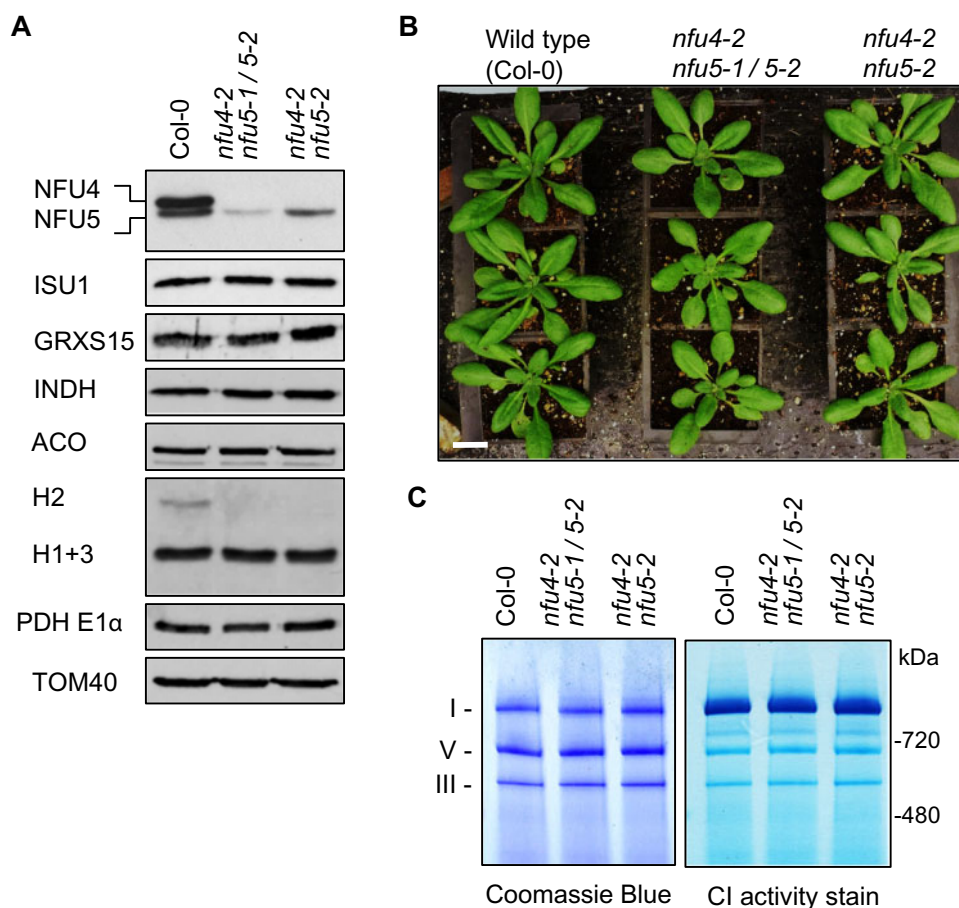 A
Col-0
nfu4-2
nfu5-1 / 5-2
nfu4-2
nfu5-2
NFU4
NFU5
ISU1
GRXS15
INDH
ACO
H2
H1+3
PDH E1α
TOM40
B
Wild type
(Col-0)
nfu4-2
nfu5-1 / 5-2
nfu4-2
nfu5-2
C
Col-0
nfu4-2
nfu5-1 / 5-2
nfu4-2
nfu5-2
Col-0
nfu4-2
nfu5-1 / 5-2
nfu4-2
nfu5-2
kDa
I -
V -
III -
-720
-480
Coomassie Blue
CI activity stain